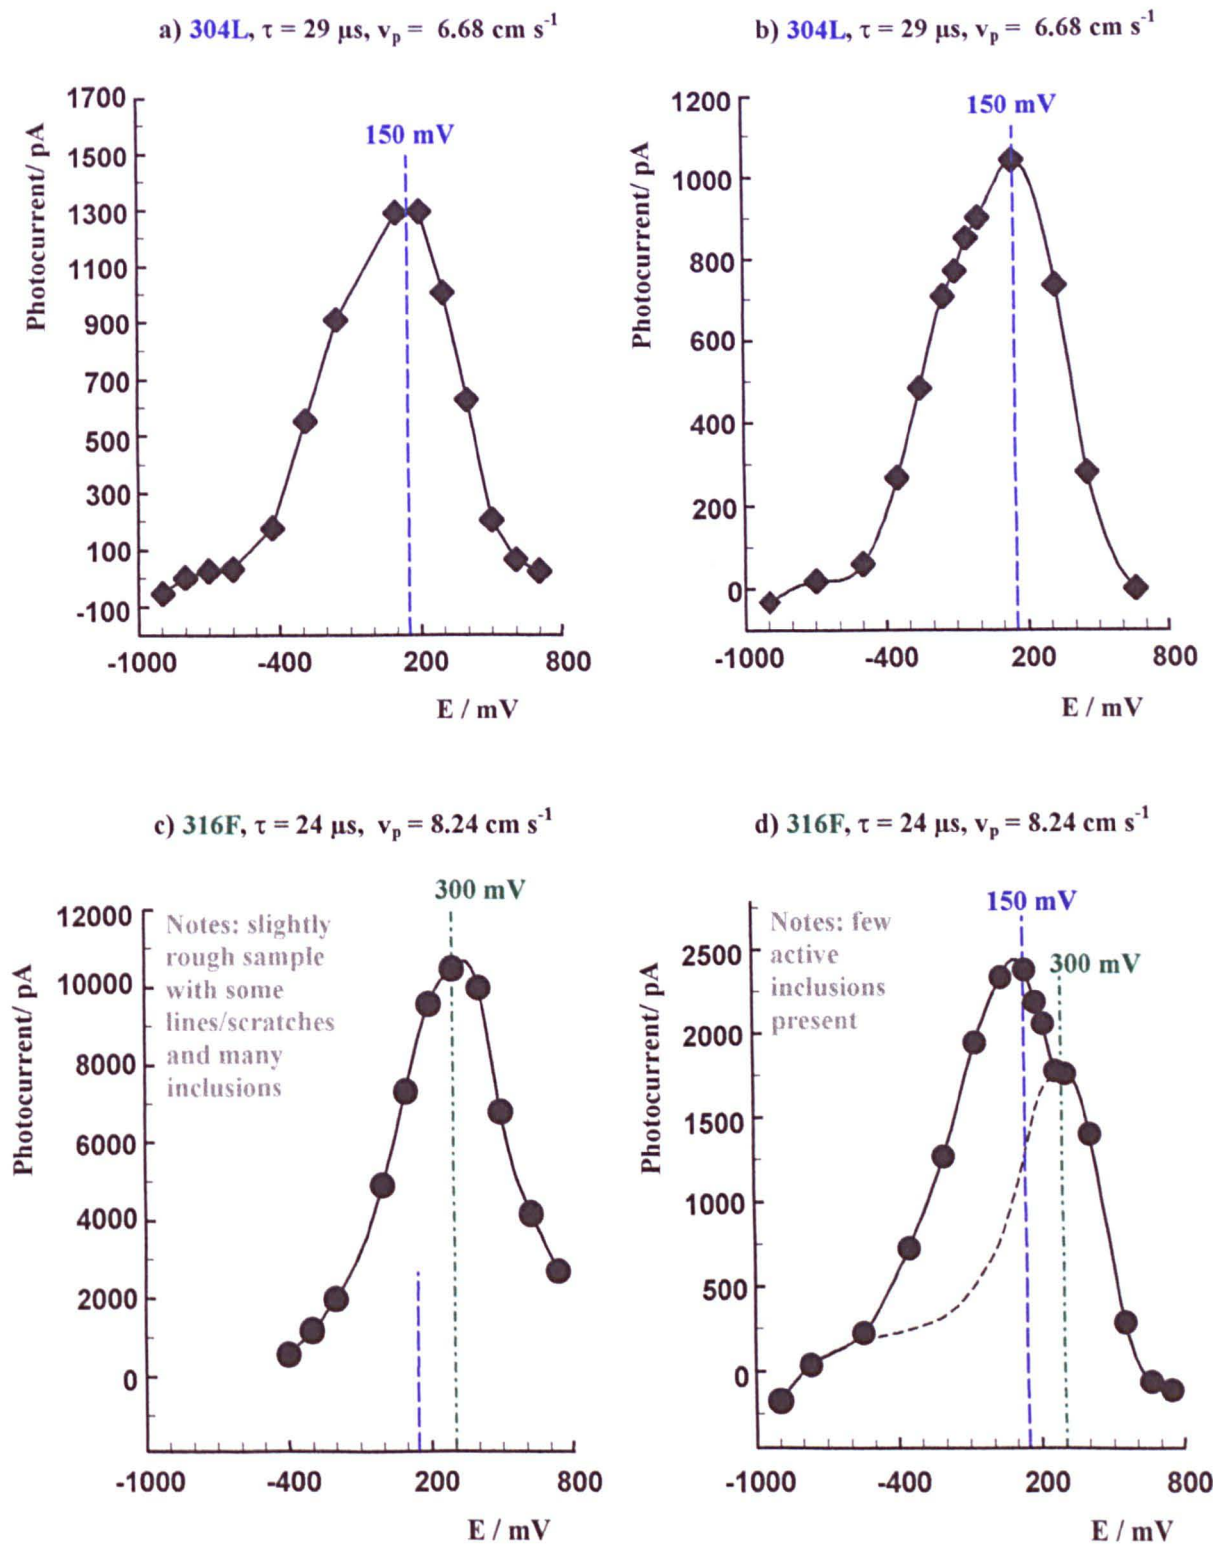 a) 304L, τ = 29 μs, vp = 6.68 cm s-1
150 mV
Photocurrent/ pA
1700
1500
1300
1100
900
700
500
300
100
-100
-1000 -400 200 800
E / mV
b) 304L, τ = 29 μs, vp = 6.68 cm s-1
150 mV
Photocurrent/ pA
1200
1000
800
600
400
200
0
-1000 -400 200 800
E / mV
c) 316F, τ = 24 μs, vp = 8.24 cm s-1
300 mV
Notes: slightly
rough sample
with some
lines/scratches
and many
inclusions
Photocurrent/ pA
12000
10000
8000
6000
4000
2000
0
-1000 -400 200 800
E / mV
d) 316F, τ = 24 μs, vp = 8.24 cm s-1
150 mV
300 mV
Notes: few
active
inclusions
present
Photocurrent/ pA
2500
2000
1500
1000
500
0
-1000 -400 200 800
E / mV